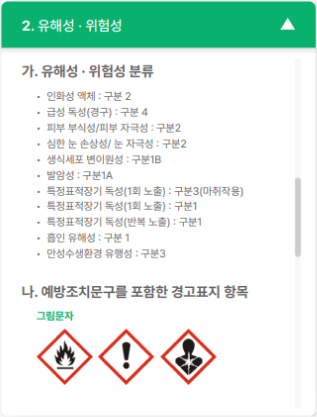 2. 유해성 · 위험성
가. 유해성 · 위험성 분류
• 인화성 액체 : 구분 2
• 급성 독성(경구) : 구분 4
• 피부 부식성/피부 자극성 : 구분2
• 심한 눈 손상성/ 눈 자극성 : 구분2
• 생식세포 변이원성 : 구분1B
• 발암성 : 구분1A
• 특정표적장기 독성(1회 노출) : 구분3(마취작용)
• 특정표적장기 독성(1회 노출) : 구분1
• 특정표적장기 독성(반복 노출) : 구분1
• 흡인 유해성 : 구분 1
• 만성수생환경 유행성 : 구분3
나. 예방조치문구를 포함한 경고표지 항목
그림문자